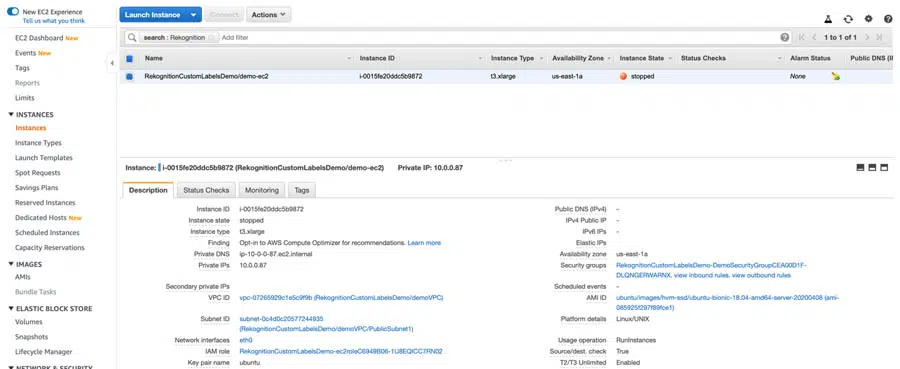 New EC2 Experience
Tell us what you think
EC2 Dashboard New
Events New
Tags
Reports
Limits
INSTANCES
Instances
Instance Types
Launch Templates
Spot Requests
Savings Plans
Reserved Instances
Dedicated Hosts New
Scheduled Instances
Capacity Reservations
IMAGES
AMIs
Bundle Tasks
ELASTIC BLOCK STORE
Volumes
Snapshots
Lifecycle Manager
NETWORK & SECURITY
Launch Instance Connect Actions
search : Rekognition Add filter 1 to 1 of 1
Name Instance ID Instance Type Availability Zone Instance State Status Checks Alarm Status Public DNS (IP
RekognitionCustomLabelsDemo/demo-ec2 i-0015fe20ddc5b9872 t3.xlarge us-east-1a stopped None
Instance: i-0015fe20ddc5b9872 (RekognitionCustomLabelsDemo/demo-ec2) Private IP: 10.0.0.87
Description Status Checks Monitoring Tags
Instance ID i-0015fe20ddc5b9872 Public DNS (IPv4) -
Instance state stopped IPv4 Public IP -
Instance type t3.xlarge IPv6 IPs -
Finding Opt-in to AWS Compute Optimizer for recommendations. Learn more Elastic IPs
Private DNS ip-10-0-0-87.ec2.internal Availability zone us-east-1a
Private IPs 10.0.0.87 Security groups RekognitionCustomLabelsDemo-DemoSecurityGroupCEA00D1F-
DLQNGERWARNX. view inbound rules. view outbound rules
Secondary private IPs Scheduled events -
VPC ID vpc-07265929c1e5c9f9b (RekognitionCustomLabelsDemo/demoVPC) AMI ID ubuntu/images/hvm-ssd/ubuntu-bionic-18.04-amd64-server-20200408 (ami-
085925f297f89fce1)
Subnet ID subnet-0c4d0c20577244935 Platform details Linux/UNIX
(RekognitionCustomLabelsDemo/demoVPC/PublicSubnet1)
Network interfaces eth0 Usage operation RunInstances
IAM role RekognitionCustomLabelsDemo-ec2roleC6949B06-1U8EQICC7RN02 Source/dest. check True
Key pair name ubuntu T2/T3 Unlimited Enabled